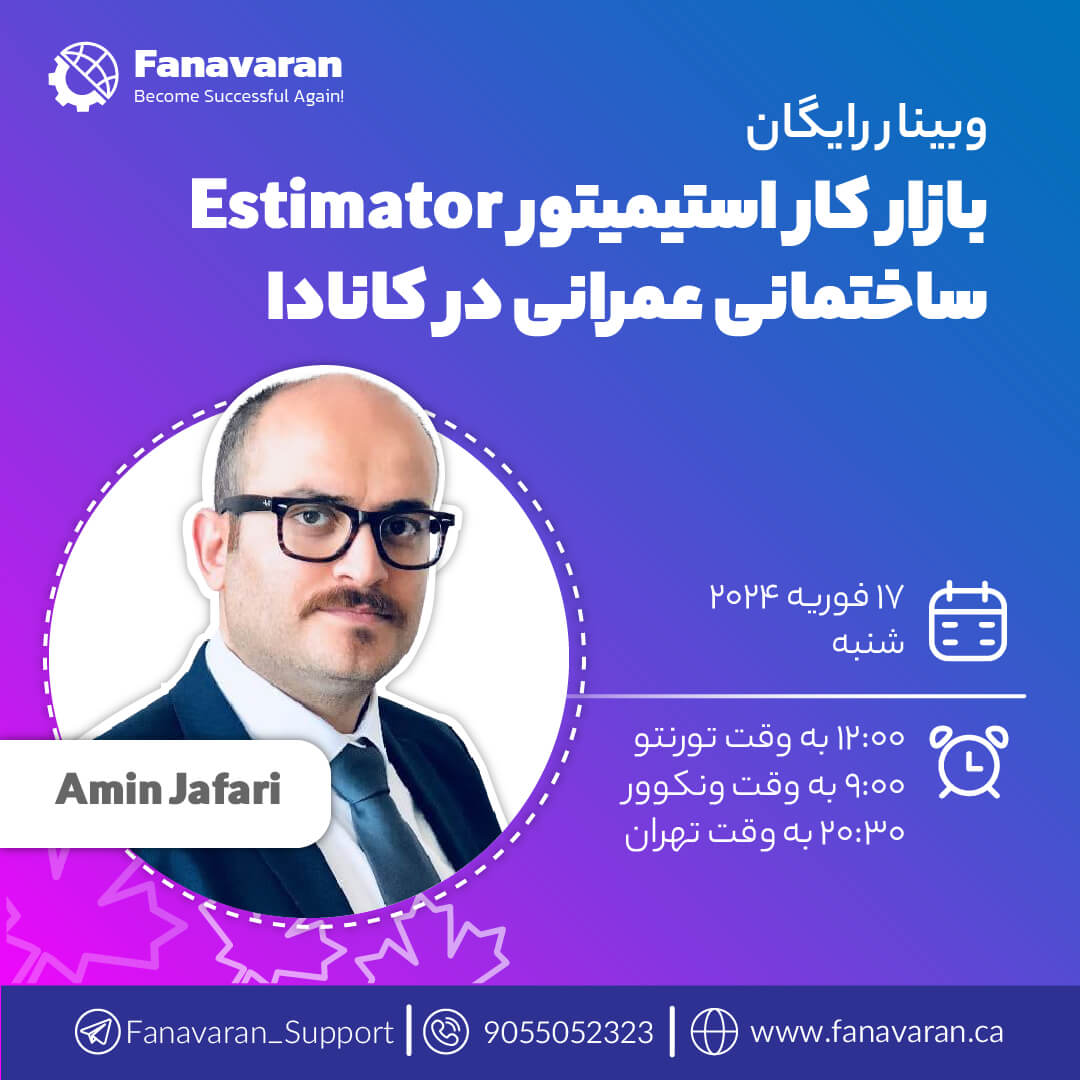 Fanavaran
Become Successful Again!
وبینار رایگان
بازار کار استیمیتور Estimator
ساختمانی عمرانی در کانادا
۱۷ فوریه ۲۰۲۴
شنبه
۱۲:۰۰ به وقت تورنتو
۹:۰۰ به وقت ونکوور
۲۰:۳۰ به وقت تهران
Amin Jafari
Fanavaran_Support | 9055052323 | www.fanavaran.ca